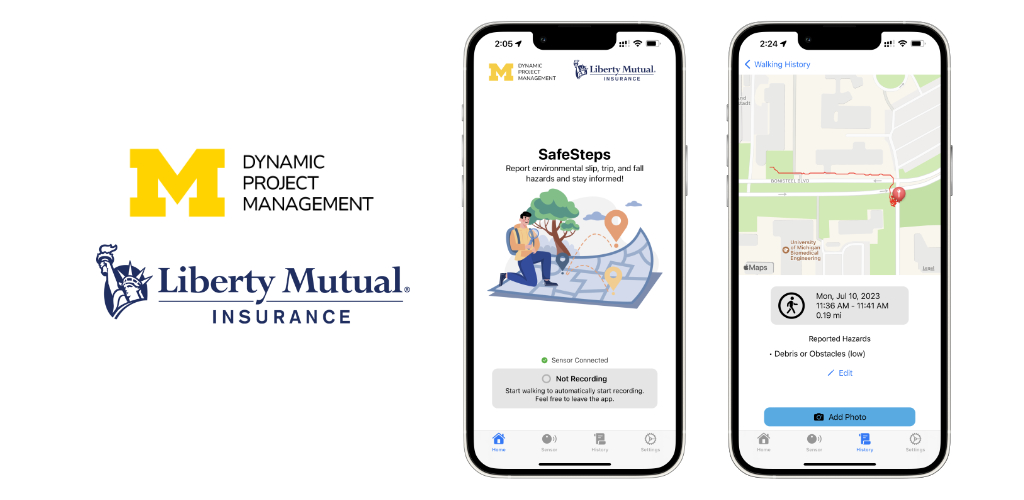 DYNAMIC
PROJECT
MANAGEMENT
Liberty Mutual®
INSURANCE
2:05
M DYNAMIC
PROJECT
MANAGEMENT
Liberty Mutual
INSURANCE
SafeSteps
Report environmental slip, trip, and fall
hazards and stay informed!
Sensor Connected
Not Recording
Start walking to automatically start recording.
Feel free to leave the app.
Home Sensor History Settings
2:24
Walking History
BONISTEEL BLVD
University
of Michigan
Biomedical
Engineering
Maps
Legal
Mon, Jul 10, 2023
11:36 AM - 11:41 AM
0.19 mi
Reported Hazards
• Debris or Obstacles (low)
Edit
Add Photo
Home Sensor History Settings